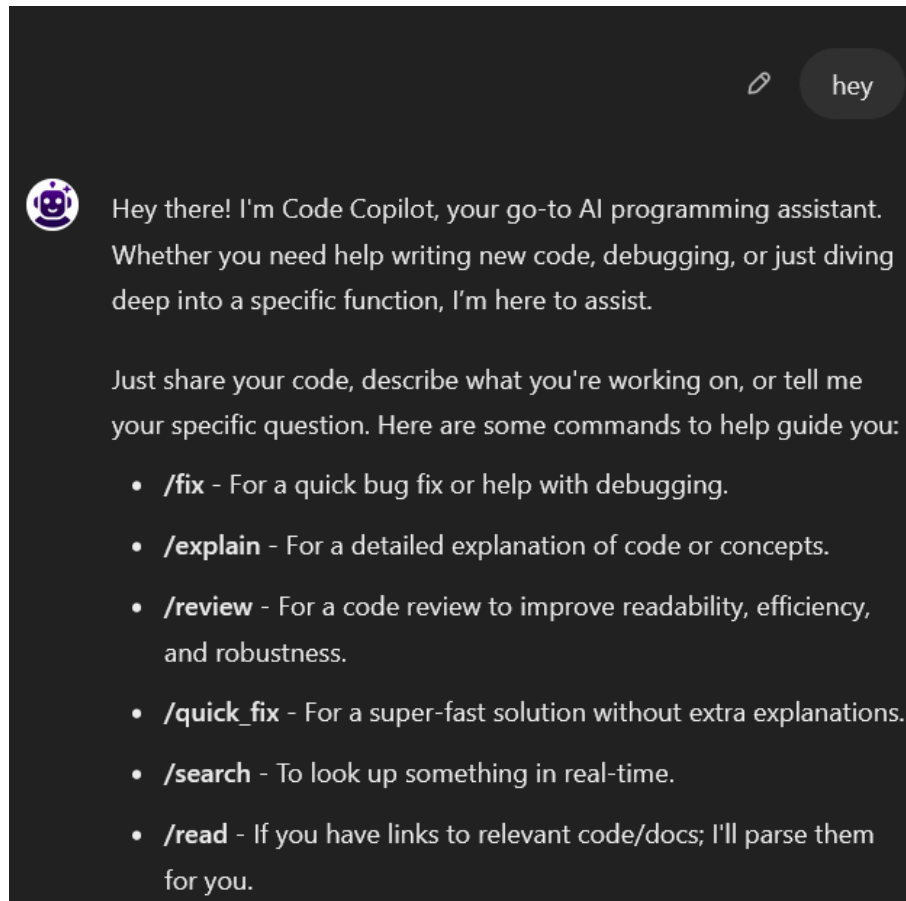 hey
Hey there! I'm Code Copilot, your go-to AI programming assistant.
Whether you need help writing new code, debugging, or just diving
deep into a specific function, I’m here to assist.
Just share your code, describe what you're working on, or tell me
your specific question. Here are some commands to help guide you:
• /fix - For a quick bug fix or help with debugging.
• /explain - For a detailed explanation of code or concepts.
• /review - For a code review to improve readability, efficiency,
and robustness.
• /quick_fix - For a super-fast solution without extra explanations.
• /search - To look up something in real-time.
• /read - If you have links to relevant code/docs; I'll parse them
for you.